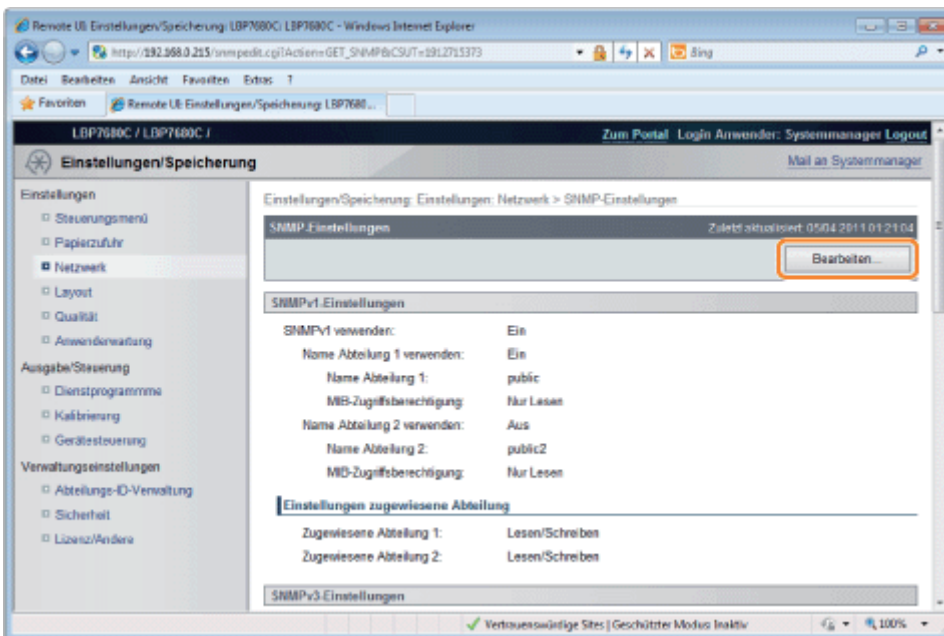 Remote UI: Einstellungen/Speicherung: LBP7680C: LBP7680C - Windows Internet Explorer
http://192.168.0.215/snmpedit.cgi?Action=GET_SNMP&CSUT=1912715373
Bing
Datei Bearbeiten Ansicht Favoriten Extras ?
Favoriten Remote UI: Einstellungen/Speicherung: LBP7680...
LBP7680C / LBP7680C / Zum Portal Login Anwender: Systemmanager Logout
Einstellungen/Speicherung Mail an Systemmanager
Einstellungen
Steuerungsmenü
Papierzufuhr
Netzwerk
Layout
Qualität
Anwenderwartung
Ausgabe/Steuerung
Dienstprogrammme
Kalibrierung
Gerätesteuerung
Verwaltungseinstellungen
Abteilungs-ID-Verwaltung
Sicherheit
Lizenz/Andere
Einstellungen/Speicherung: Einstellungen: Netzwerk > SNMP-Einstellungen
SNMP-Einstellungen Zuletzt aktualisiert: 05/04 2011 01:21:04
Bearbeiten...
SNMPv1-Einstellungen
SNMPv1 verwenden: Ein
Name Abteilung 1 verwenden: Ein
Name Abteilung 1: public
MIB-Zugriffsberechtigung: Nur Lesen
Name Abteilung 2 verwenden: Aus
Name Abteilung 2: public2
MIB-Zugriffsberechtigung: Nur Lesen
Einstellungen zugewiesene Abteilung
Zugewiesene Abteilung 1: Lesen/Schreiben
Zugewiesene Abteilung 2: Lesen/Schreiben
SNMPv3-Einstellungen
Vertrauenswürdige Sites | Geschützter Modus: Inaktiv 100%